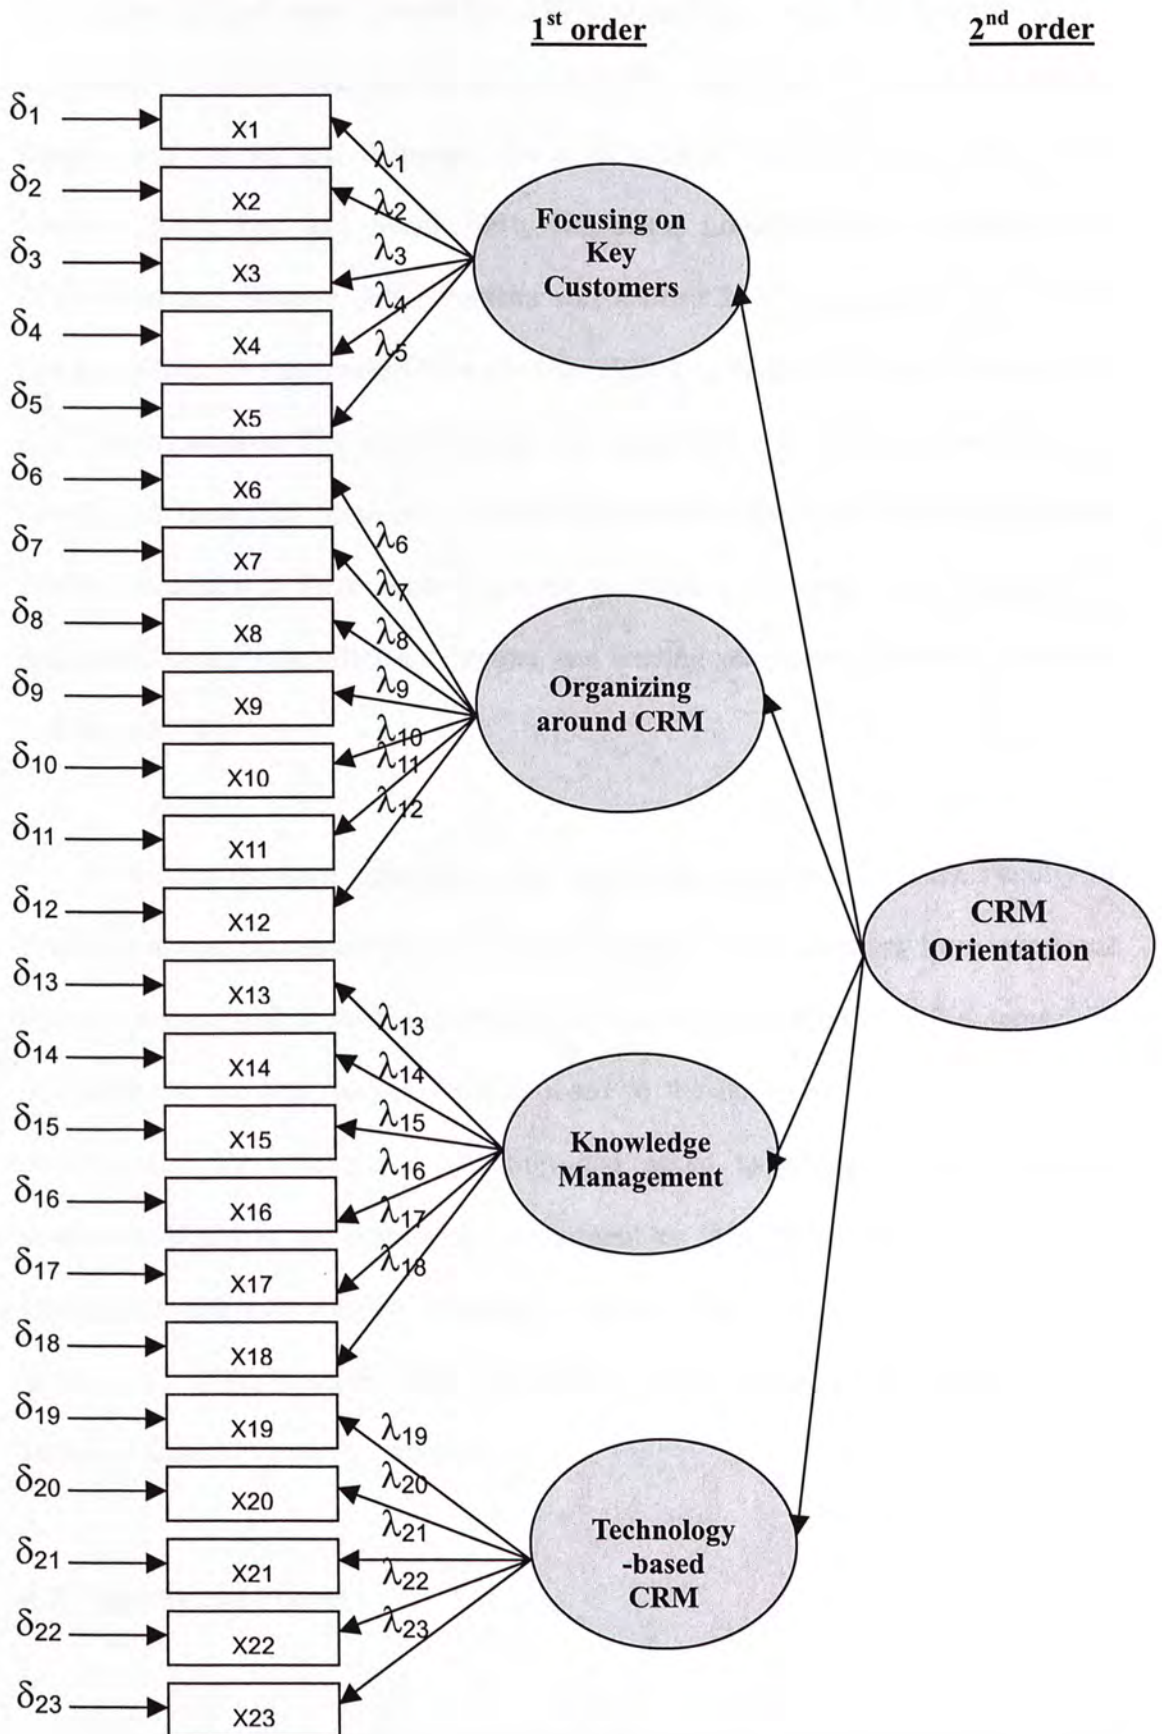 1st order 2nd order
δ1 X1 λ1
δ2 X2 λ2
δ3 X3 λ3
δ4 X4 λ4
δ5 X5 λ5
Focusing on
Key
Customers
δ6 X6 λ6
δ7 X7 λ7
δ8 X8 λ8
δ9 X9 λ9
δ10 X10 λ10
δ11 X11 λ11
δ12 X12 λ12
Organizing
around CRM
CRM
Orientation
δ13 X13 λ13
δ14 X14 λ14
δ15 X15 λ15
δ16 X16 λ16
δ17 X17 λ17
δ18 X18 λ18
Knowledge
Management
δ19 X19 λ19
δ20 X20 λ20
δ21 X21 λ21
δ22 X22 λ22
δ23 X23 λ23
Technology
-based
CRM